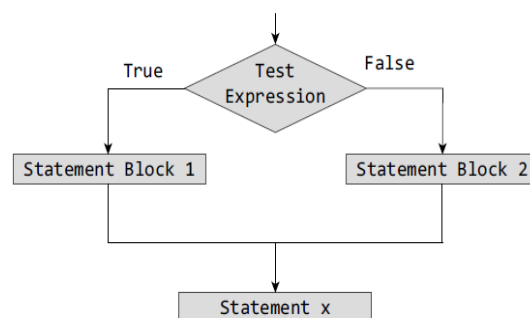 Test
Expression
True
False
Statement Block 1
Statement Block 2
Statement x